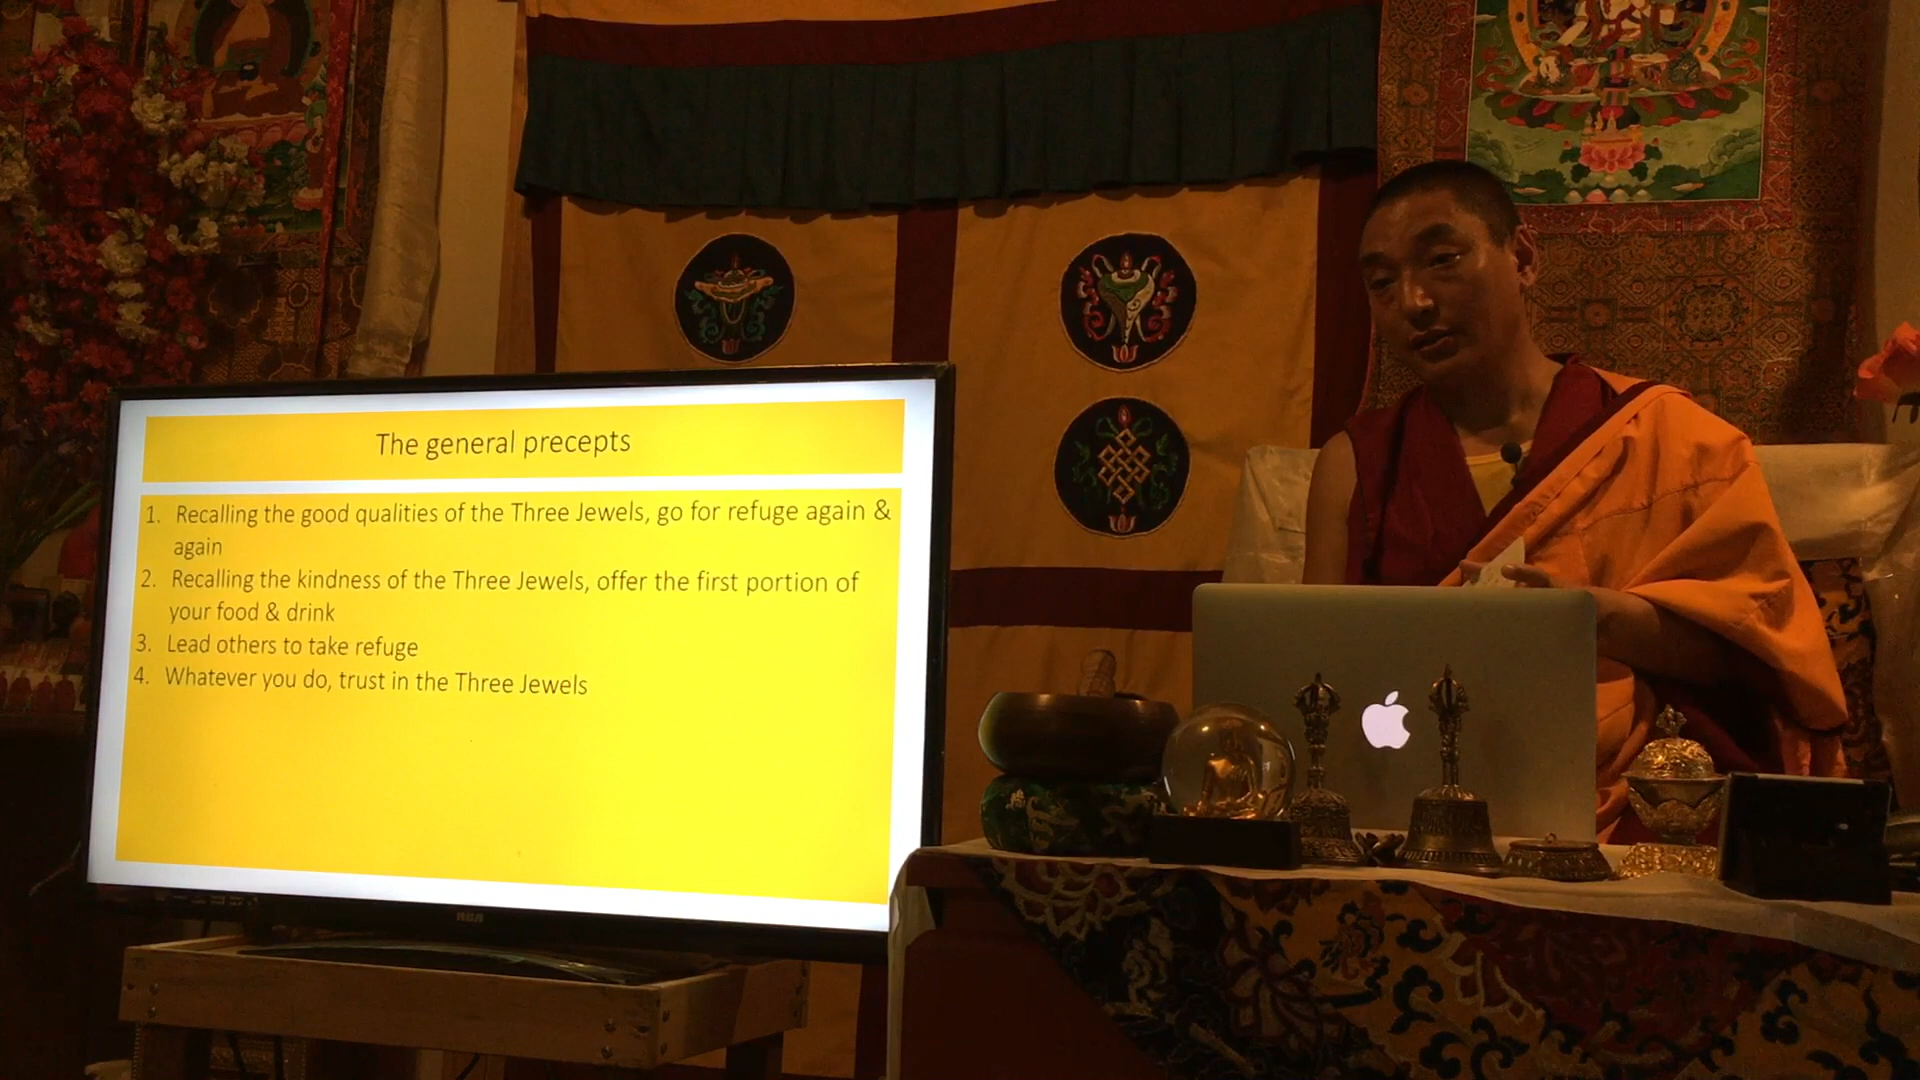 The general precepts
1. Recalling the good qualities of the Three Jewels, go for refuge again &
again
2. Recalling the kindness of the Three Jewels, offer the first portion of
your food & drink
3. Lead others to take refuge
4. Whatever you do, trust in the Three Jewels
RCA